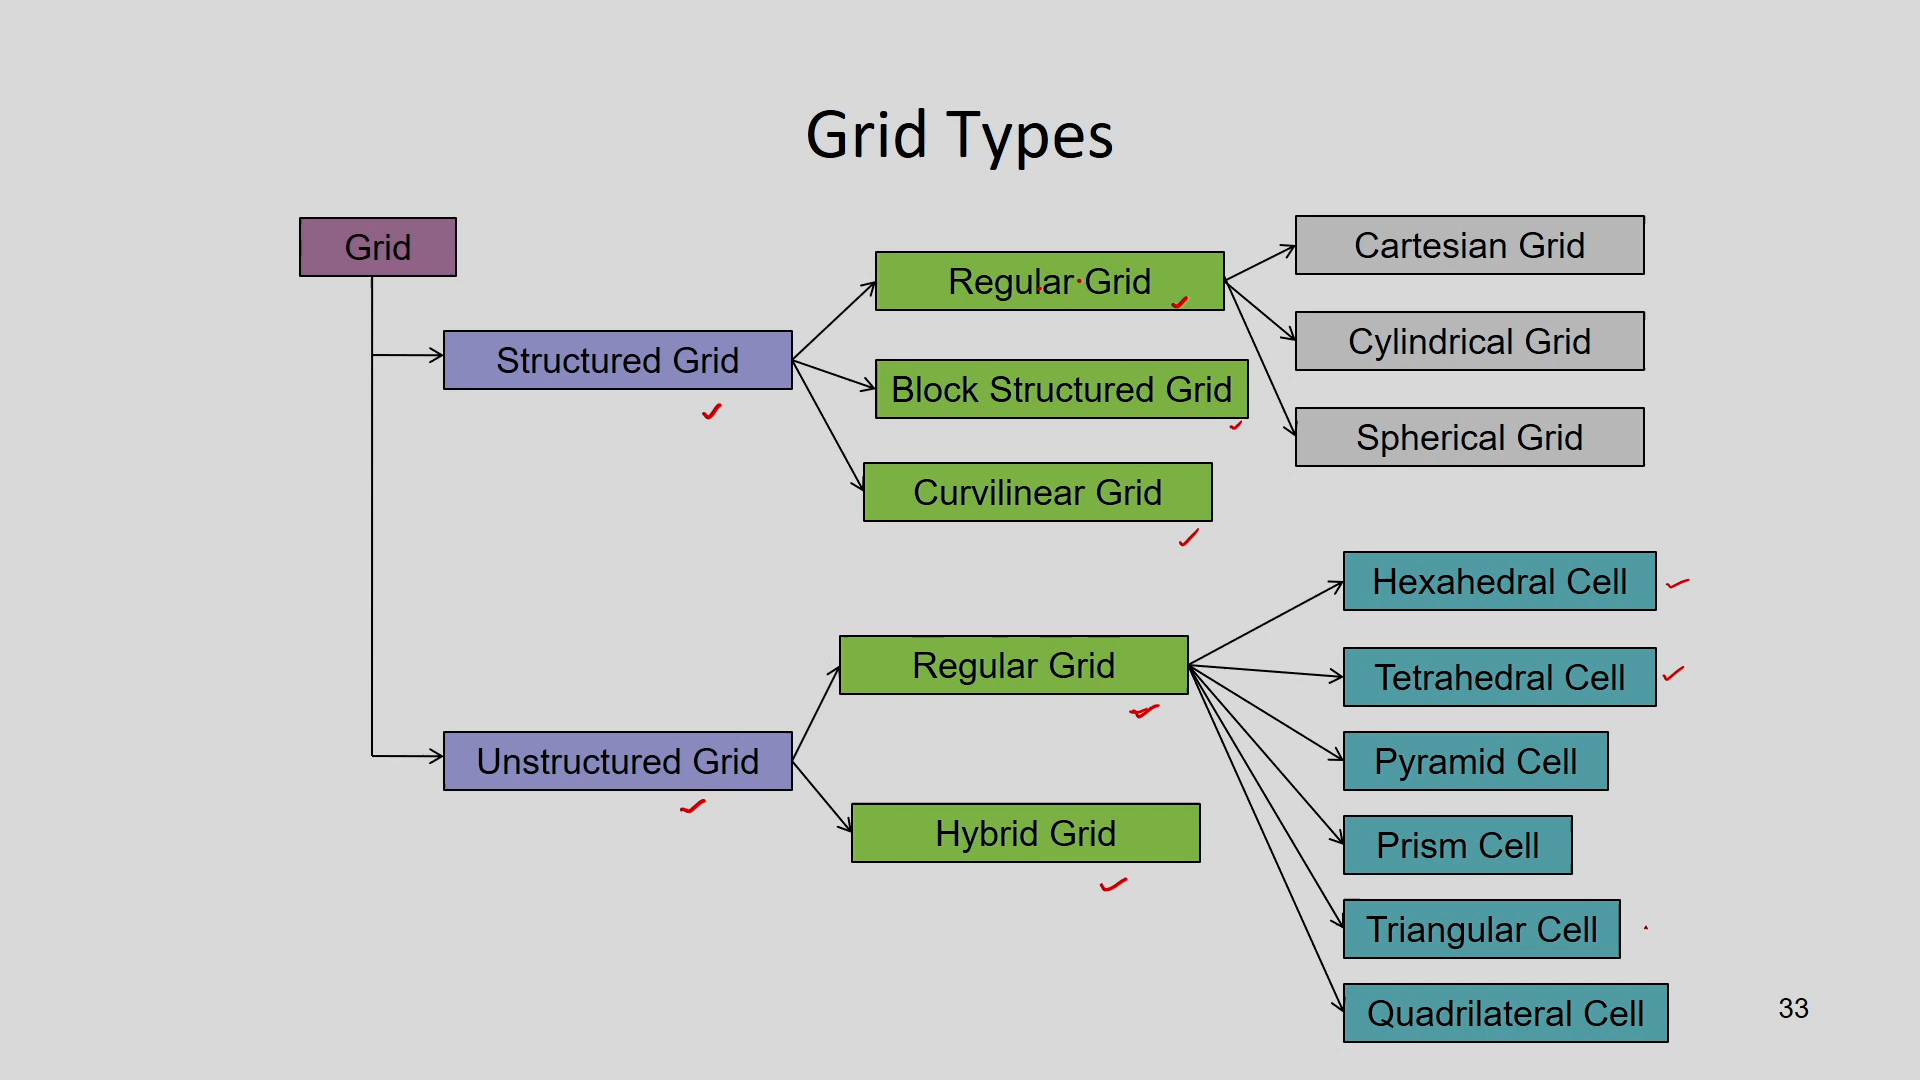 Grid Types
Grid
Structured Grid
Regular Grid
Block Structured Grid
Curvilinear Grid
Cartesian Grid
Cylindrical Grid
Spherical Grid
Unstructured Grid
Regular Grid
Hybrid Grid
Hexahedral Cell
Tetrahedral Cell
Pyramid Cell
Prism Cell
Triangular Cell
Quadrilateral Cell
33